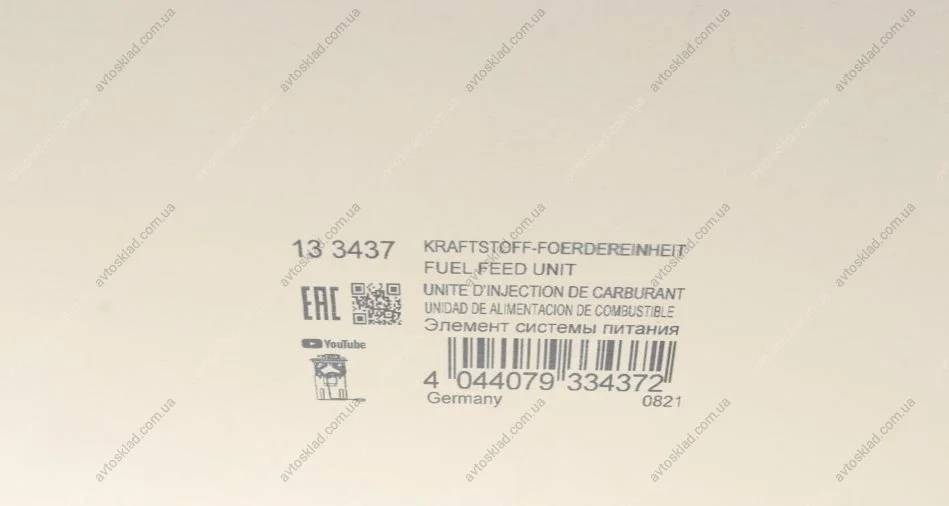 13 3437
KRAFTSTOFF-FOERDEREINHEIT
FUEL FEED UNIT
UNITE D'INJECTION DE CARBURANT
UNIDAD DE ALIMENTACION DE COMBUSTIBLE
Элемент системы питания
EAC
YouTube
4 044079 334372
Germany
0821
avtosklad.com.ua